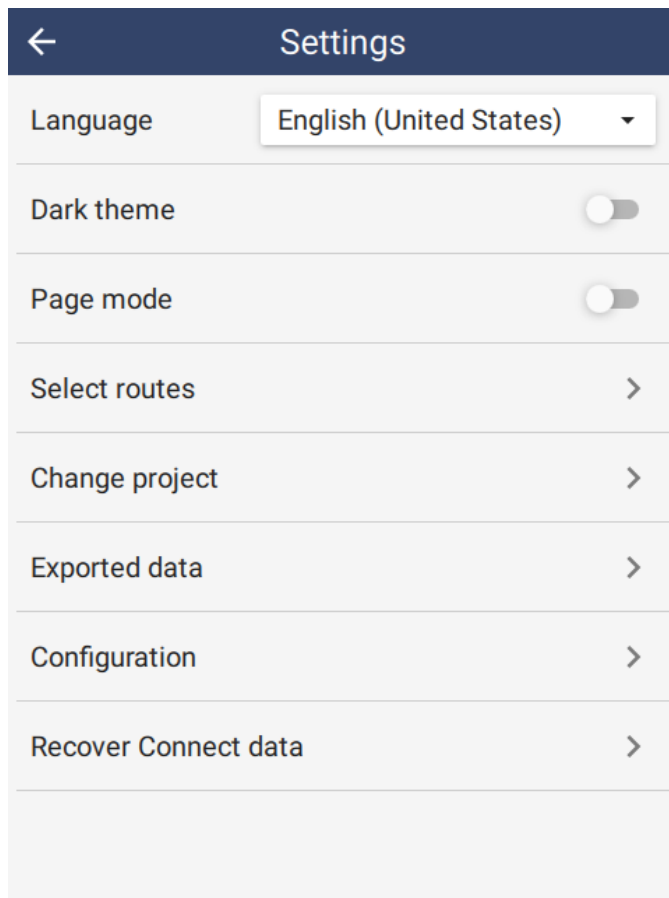 Settings
Language English (United States)
Dark theme
Page mode
Select routes
Change project
Exported data
Configuration
Recover Connect data